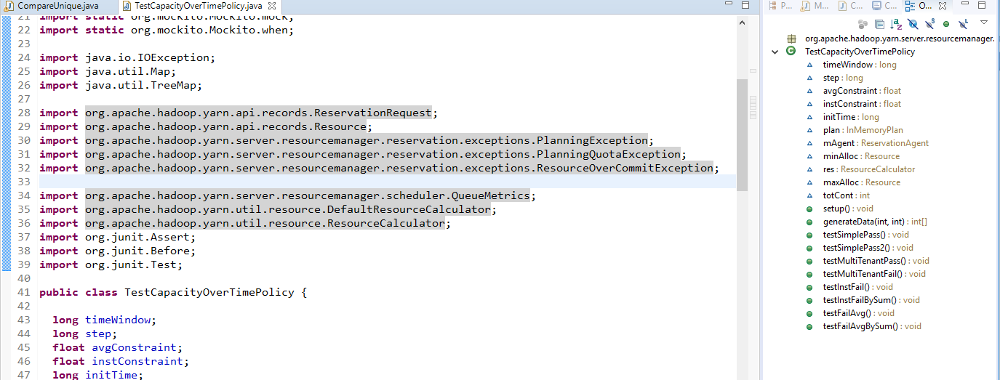 CompareUnique.java
TestCapacityOverTimePolicy.java
P...
M...
C...
C...
O...
21 import static org.mockito.Mockito.mock;
22 import static org.mockito.Mockito.when;
23
24 import java.io.IOException;
25 import java.util.Map;
26 import java.util.TreeMap;
27
28 import org.apache.hadoop.yarn.api.records.ReservationRequest;
29 import org.apache.hadoop.yarn.api.records.Resource;
30 import org.apache.hadoop.yarn.server.resourcemanager.reservation.exceptions.PlanningException;
31 import org.apache.hadoop.yarn.server.resourcemanager.reservation.exceptions.PlanningQuotaException;
32 import org.apache.hadoop.yarn.server.resourcemanager.reservation.exceptions.ResourceOverCommitException;
33
34 import org.apache.hadoop.yarn.server.resourcemanager.scheduler.QueueMetrics;
35 import org.apache.hadoop.yarn.util.resource.DefaultResourceCalculator;
36 import org.apache.hadoop.yarn.util.resource.ResourceCalculator;
37 import org.junit.Assert;
38 import org.junit.Before;
39 import org.junit.Test;
40
41 public class TestCapacityOverTimePolicy {
42
43 long timeWindow;
44 long step;
45 float avgConstraint;
46 float instConstraint;
47 long initTime;
org.apache.hadoop.yarn.server.resourcemanager.
TestCapacityOverTimePolicy
timeWindow : long
step : long
avgConstraint : float
instConstraint : float
initTime : long
plan : InMemoryPlan
mAgent : ReservationAgent
minAlloc : Resource
res : ResourceCalculator
maxAlloc : Resource
totCont : int
setup() : void
generateData(int, int) : int[]
testSimplePass() : void
testSimplePass2() : void
testMultiTenantPass() : void
testMultiTenantFail() : void
testInstFail() : void
testInstFailBySum() : void
testFailAvg() : void
testFailAvgBySum() : void